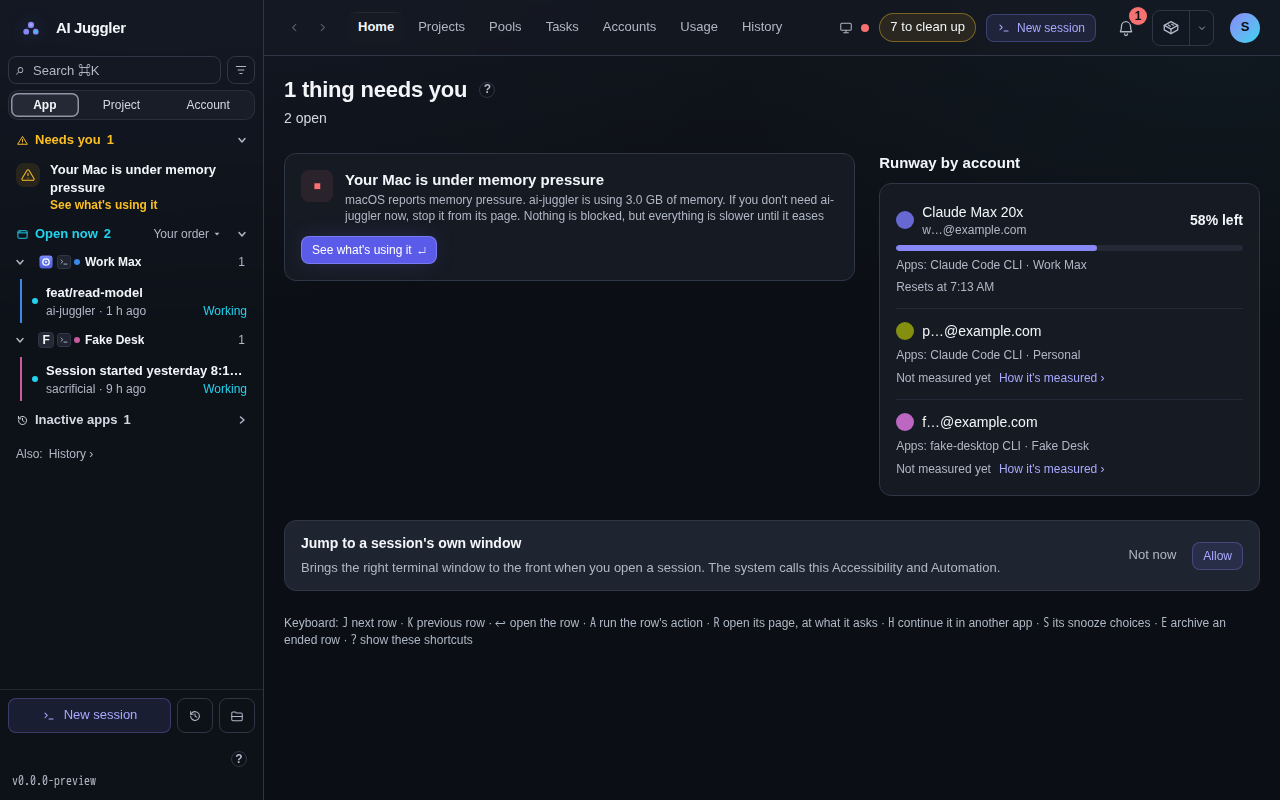 AI Juggler
Search ⌘K
App Project Account
Needs you 1
Your Mac is under memory
pressure
See what's using it
Open now 2 Your order
Work Max 1
feat/read-model
ai-juggler · 1 h ago Working
F Fake Desk 1
Session started yesterday 8:1…
sacrificial · 9 h ago Working
Inactive apps 1
Also: History ›
New session
?
v0.0.0-preview
Home Projects Pools Tasks Accounts Usage History
7 to clean up
New session
1
S
1 thing needs you ?
2 open
Your Mac is under memory pressure
macOS reports memory pressure. ai-juggler is using 3.0 GB of memory. If you don't need ai-
juggler now, stop it from its page. Nothing is blocked, but everything is slower until it eases
See what's using it ↵
Runway by account
Claude Max 20x
w…@example.com
58% left
Apps: Claude Code CLI · Work Max
Resets at 7:13 AM
p…@example.com
Apps: Claude Code CLI · Personal
Not measured yet How it's measured ›
f…@example.com
Apps: fake-desktop CLI · Fake Desk
Not measured yet How it's measured ›
Jump to a session's own window
Brings the right terminal window to the front when you open a session. The system calls this Accessibility and Automation.
Not now Allow
Keyboard: J next row · K previous row · ↩ open the row · A run the row's action · R open its page, at what it asks · H continue it in another app · S its snooze choices · E archive an
ended row · ? show these shortcuts